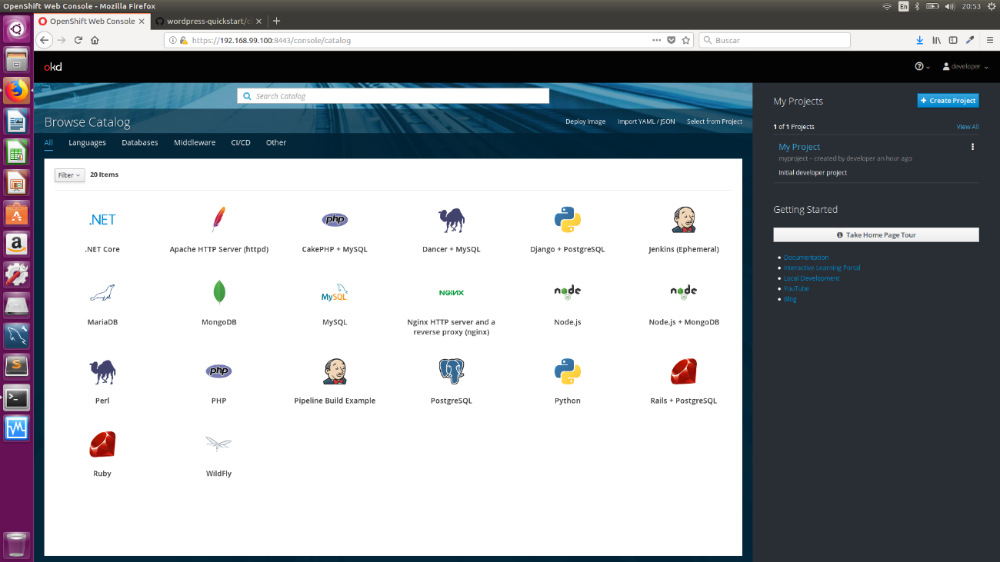 OpenShift Web Console - Mozilla Firefox
En
20:53
OpenShift Web Console
wordpress-quickstart/cl
https://192.168.99.100:8443/console/catalog
Buscar
okd
developer
Search Catalog
Browse Catalog
Deploy Image
Import YAML / JSON
Select from Project
All
Languages
Databases
Middleware
CI/CD
Other
Filter
20 Items
.NET
php
.NET Core
Apache HTTP Server (httpd)
CakePHP + MySQL
Dancer + MySQL
Django + PostgreSQL
Jenkins (Ephemeral)
MySQL
NGINX
node
node
MariaDB
MongoDB
MySQL
Nginx HTTP server and a
reverse proxy (nginx)
Node.js
Node.js + MongoDB
php
Perl
PHP
Pipeline Build Example
PostgreSQL
Python
Rails + PostgreSQL
Ruby
WildFly
My Projects
Create Project
1 of 1 Projects
View All
My Project
myproject – created by developer an hour ago
Initial developer project
Getting Started
Take Home Page Tour
Documentation
Interactive Learning Portal
Local Development
YouTube
Blog